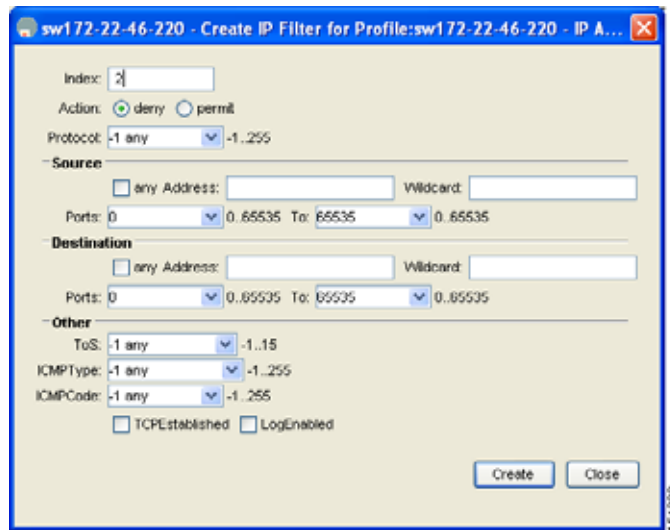 sw172-22-46-220 - Create IP Filter for Profile:sw172-22-46-220 - IP A...
Index: 2
Action: deny permit
Protocol: -1 any -1..255
Source
any Address: Wildcard:
Ports: 0 0..65535 To: 65535 0..65535
Destination
any Address: Wildcard:
Ports: 0 0..65535 To: 65535 0..65535
Other
ToS: -1 any -1..15
ICMPType: -1 any -1..255
ICMPCode: -1 any -1..255
TCPEstablished LogEnabled
Create Close